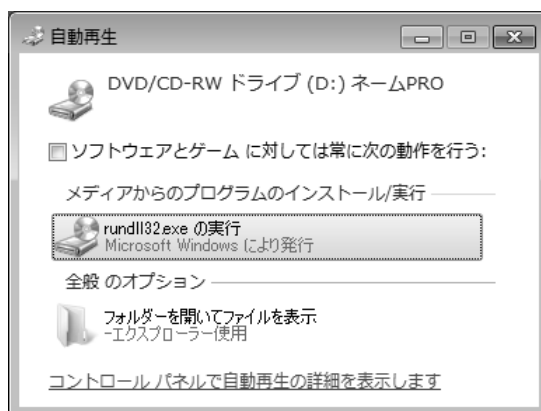 自動再生
DVD/CD-RW ドライブ (D:) ネームPRO
ソフトウェアとゲーム に対しては常に次の動作を行う:
メディアからのプログラムのインストール/実行
rundll32.exe の実行
Microsoft Windows により発行
全般 のオプション
フォルダーを開いてファイルを表示
-エクスプローラー使用
コントロール パネルで自動再生の詳細を表示します